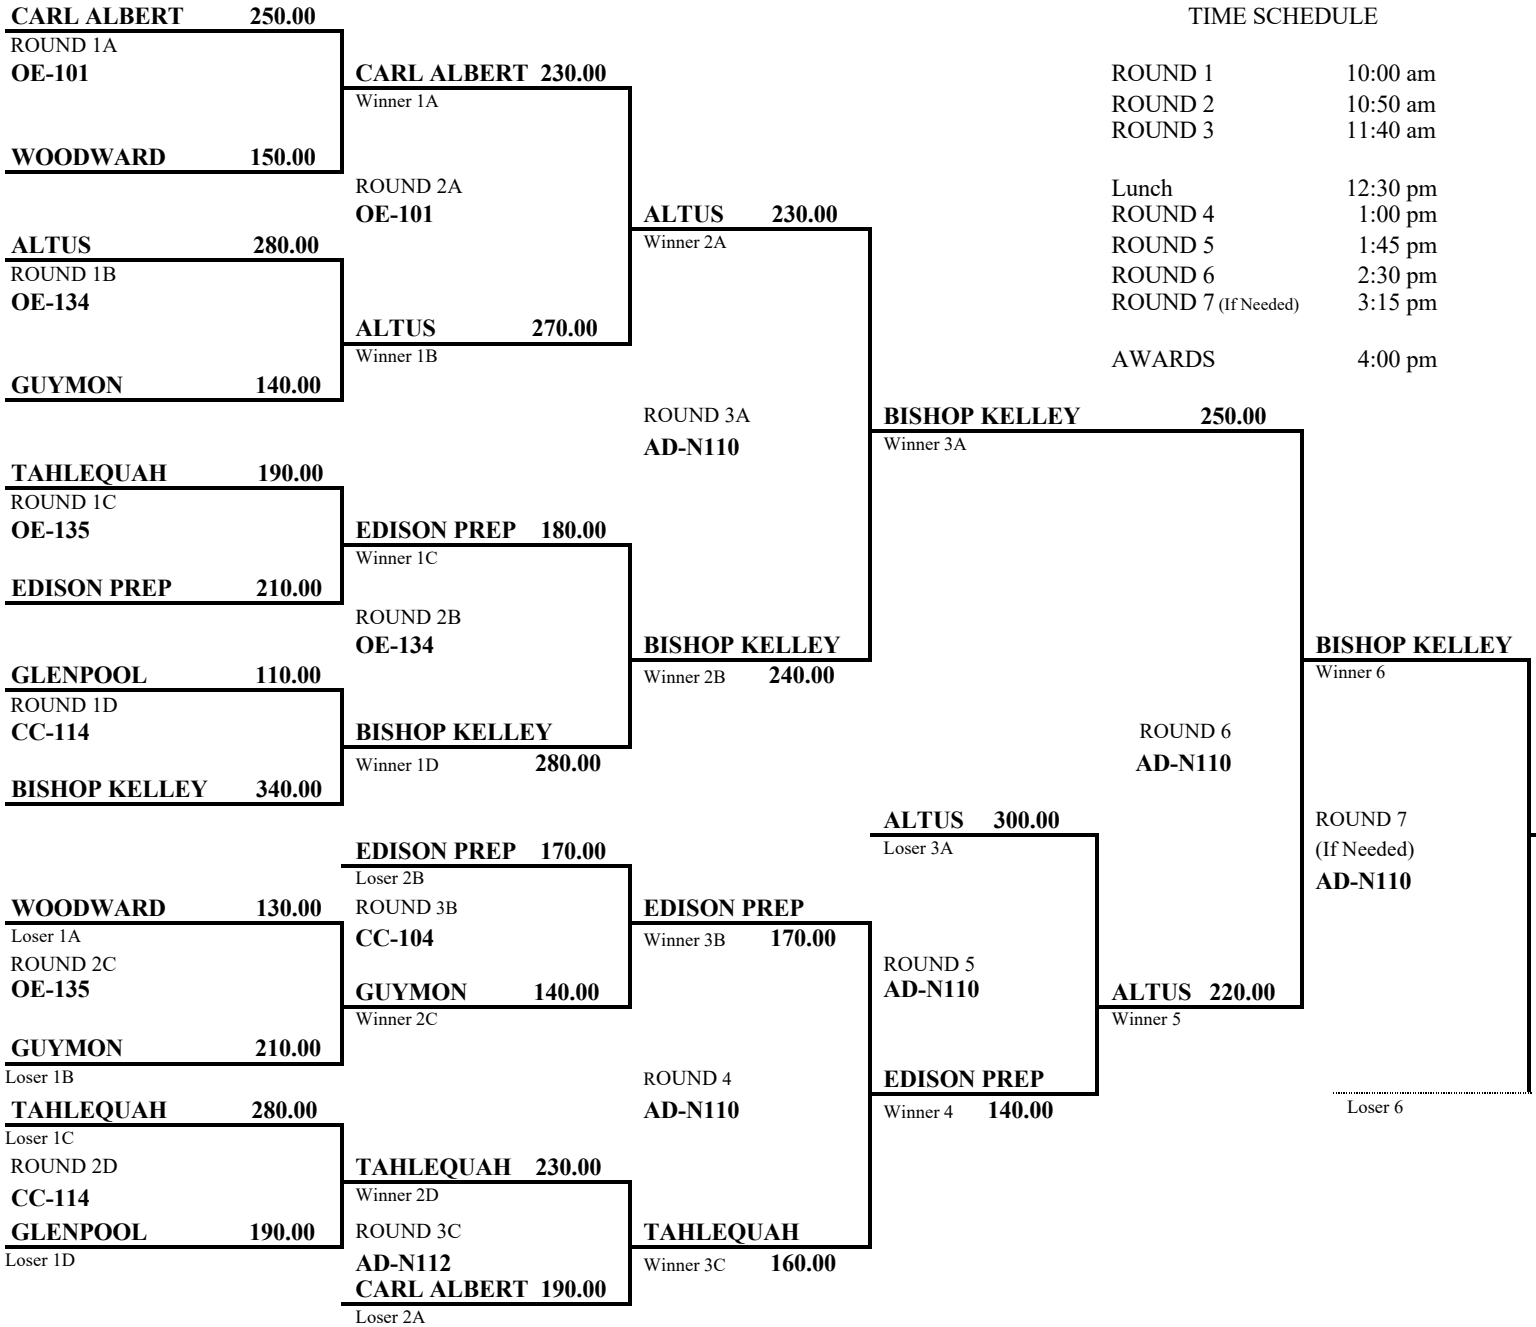 CARL ALBERT 250.00
TIME SCHEDULE
ROUND 1A
OE-101
CARL ALBERT 230.00
ROUND 1 10:00 am
Winner 1A
ROUND 2 10:50 am
ROUND 3 11:40 am
WOODWARD 150.00
ROUND 2A
Lunch 12:30 pm
OE-101
ALTUS 230.00
ROUND 4 1:00 pm
ALTUS 280.00
Winner 2A
ROUND 5 1:45 pm
ROUND 1B
ROUND 6 2:30 pm
OE-134
ROUND 7 (If Needed) 3:15 pm
ALTUS 270.00
Winner 1B
AWARDS 4:00 pm
GUYMON 140.00
ROUND 3A
BISHOP KELLEY 250.00
AD-N110
Winner 3A
TAHLEQUAH 190.00
ROUND 1C
OE-135
EDISON PREP 180.00
Winner 1C
EDISON PREP 210.00
ROUND 2B
OE-134
BISHOP KELLEY
BISHOP KELLEY
GLENPOOL 110.00
Winner 2B 240.00
Winner 6
ROUND 1D
CC-114
BISHOP KELLEY
ROUND 6
Winner 1D 280.00
AD-N110
BISHOP KELLEY 340.00
ALTUS 300.00
ROUND 7
EDISON PREP 170.00
Loser 3A
(If Needed)
Loser 2B
AD-N110
WOODWARD 130.00
ROUND 3B
EDISON PREP
Loser 1A
CC-104
Winner 3B 170.00
ROUND 2C
ROUND 5
OE-135
GUYMON 140.00
AD-N110
ALTUS 220.00
Winner 2C
Winner 5
GUYMON 210.00
Loser 1B
ROUND 4
EDISON PREP
TAHLEQUAH 280.00
AD-N110
Winner 4 140.00
Loser 6
Loser 1C
ROUND 2D
TAHLEQUAH 230.00
CC-114
Winner 2D
GLENPOOL 190.00
ROUND 3C
TAHLEQUAH
Loser 1D
AD-N112
Winner 3C 160.00
CARL ALBERT 190.00
Loser 2A